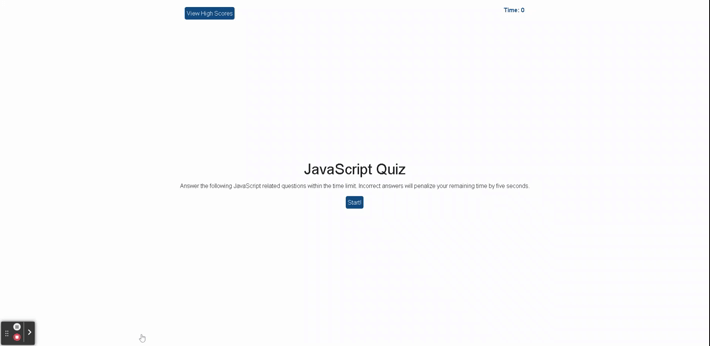 View High Scores
Time: 0
JavaScript Quiz
Answer the following JavaScript related questions within the time limit. Incorrect answers will penalize your remaining time by five seconds.
Start!